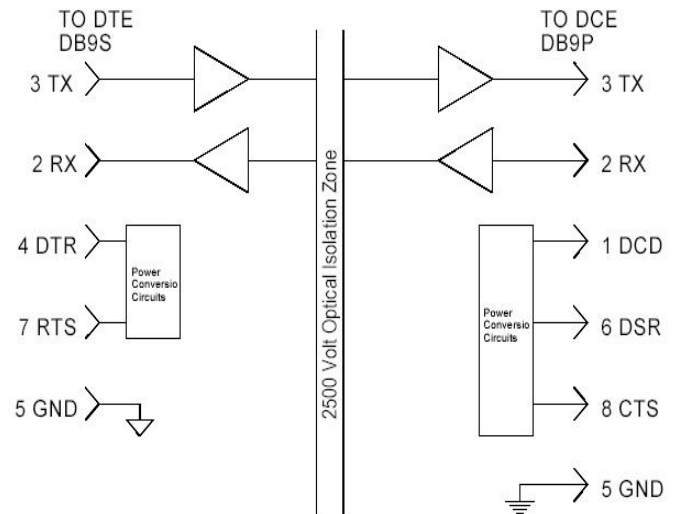 TO DTE
DB9S
TO DCE
DB9P
3 TX
3 TX
2 RX
2 RX
4 DTR
1 DCD
Power
Conversio
Circuits
7 RTS
Power
Conversio
Circuits
6 DSR
5 GND
8 CTS
5 GND
2500 Volt Optical Isolation Zone